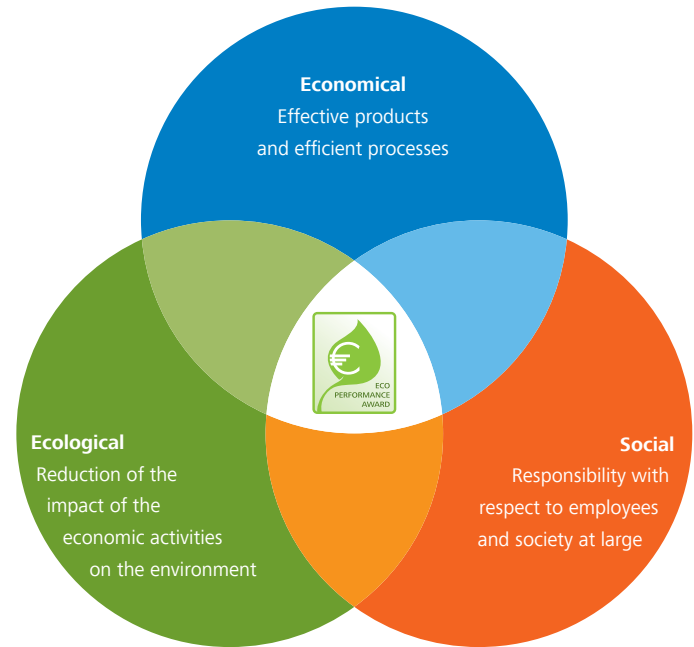 Economical
Effective products
and efficient processes
€
ECO
PERFORMANCE
AWARD
Ecological
Reduction of the
impact of the
economic activities
on the environment
Social
Responsibility with
respect to employees
and society at large